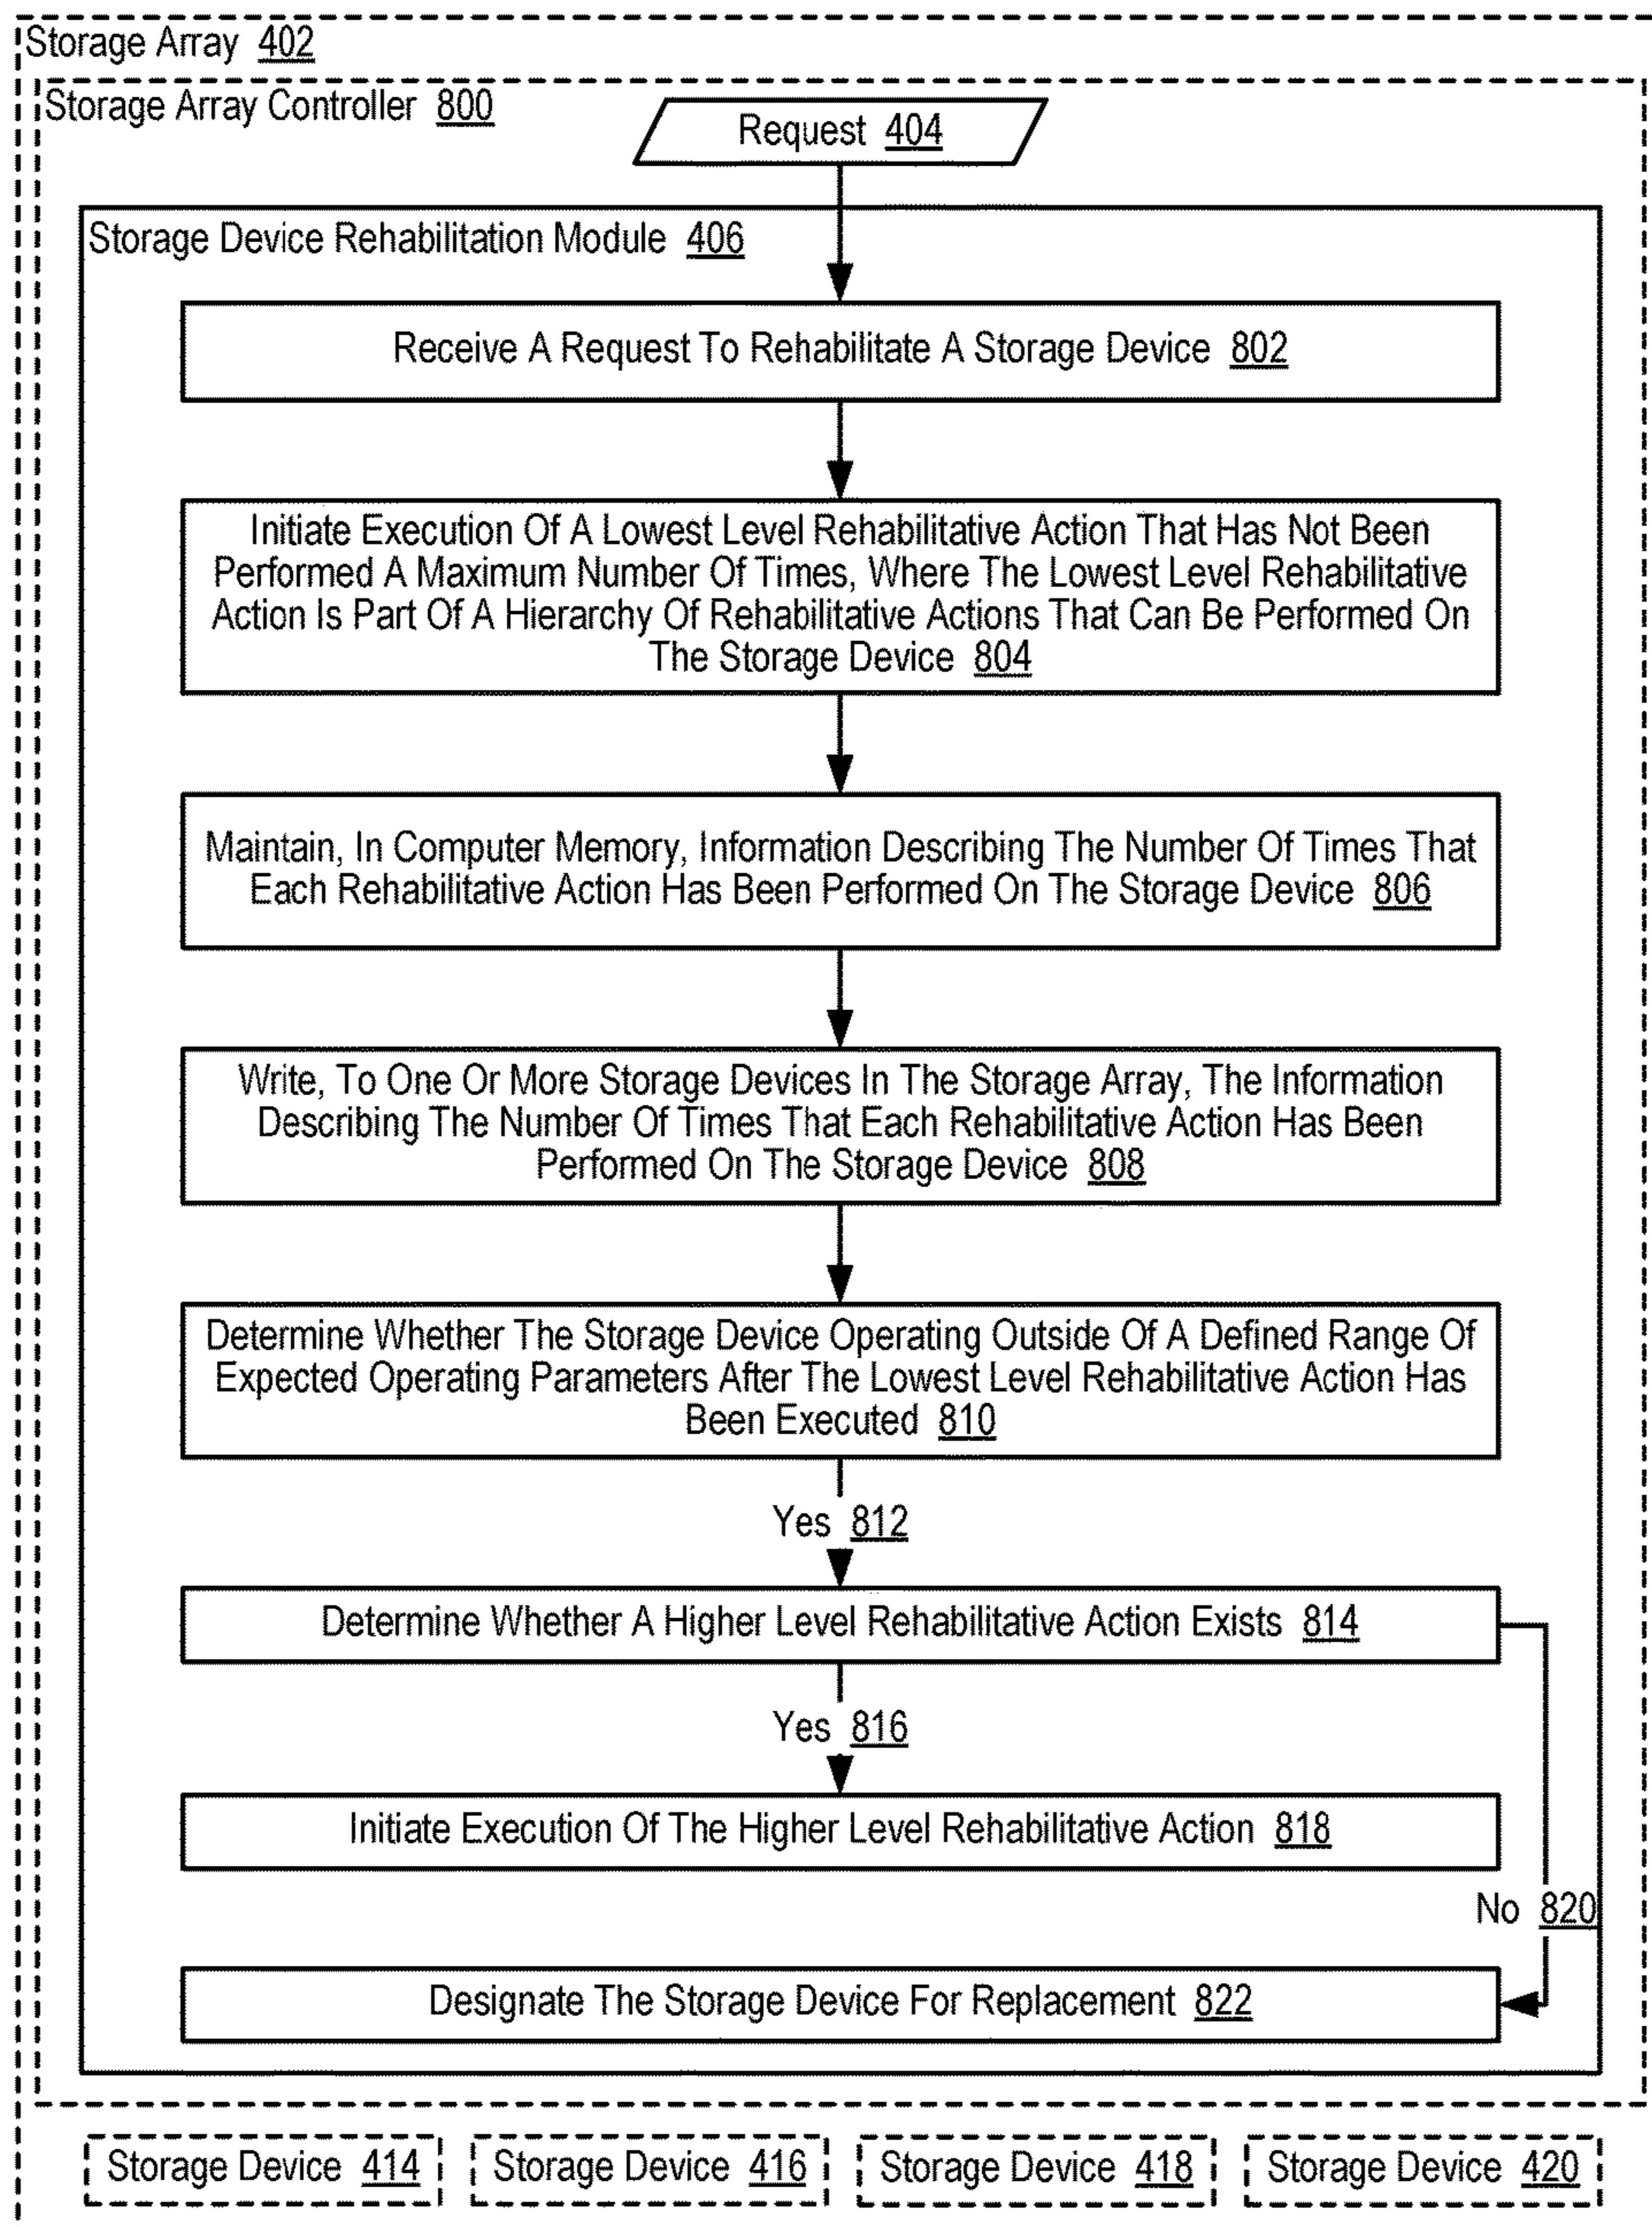 Storage Array 402
Storage Array Controller 800
Request 404
Storage Device Rehabilitation Module 406
Receive A Request To Rehabilitate A Storage Device 802
Initiate Execution Of A Lowest Level Rehabilitative Action That Has Not Been
Performed A Maximum Number Of Times, Where The Lowest Level Rehabilitative
Action Is Part Of A Hierarchy Of Rehabilitative Actions That Can Be Performed On
The Storage Device 804
Maintain, In Computer Memory, Information Describing The Number Of Times That
Each Rehabilitative Action Has Been Performed On The Storage Device 806
Write, To One Or More Storage Devices In The Storage Array, The Information
Describing The Number Of Times That Each Rehabilitative Action Has Been
Performed On The Storage Device 808
Determine Whether The Storage Device Operating Outside Of A Defined Range Of
Expected Operating Parameters After The Lowest Level Rehabilitative Action Has
Been Executed 810
Yes 812
Determine Whether A Higher Level Rehabilitative Action Exists 814
Yes 816
Initiate Execution Of The Higher Level Rehabilitative Action 818
No 820
Designate The Storage Device For Replacement 822
Storage Device 414
Storage Device 416
Storage Device 418
Storage Device 420